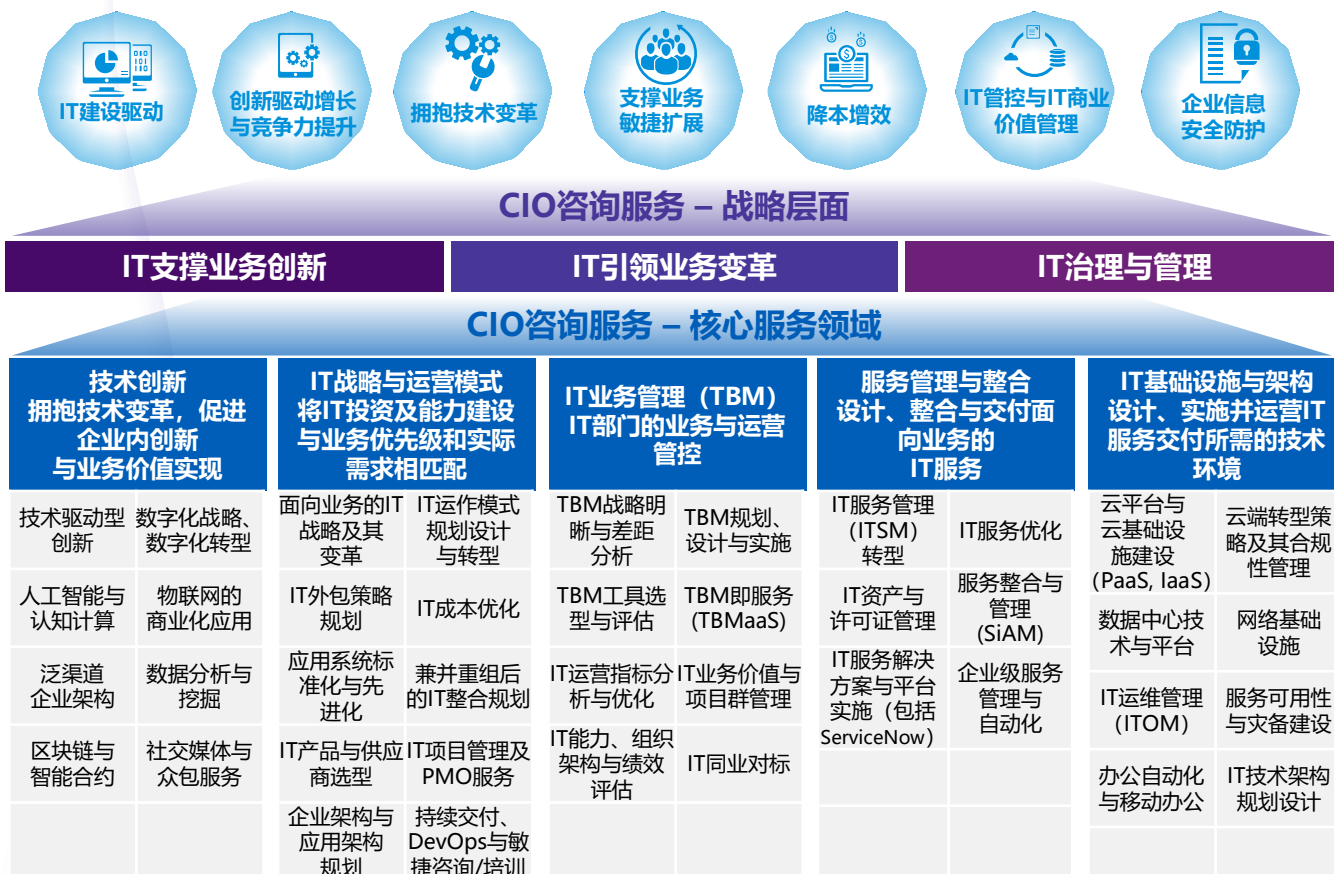 IT建设驱动
创新驱动增长
与竞争力提升
拥抱技术变革
支撑业务
敏捷扩展
降本增效
IT管控与IT商业
价值管理
企业信息
安全防护
CIO咨询服务 – 战略层面
IT支撑业务创新
IT引领业务变革
IT治理与管理
CIO咨询服务 – 核心服务领域
技术创新
拥抱技术变革，促进
企业内创新
与业务价值实现
技术驱动型
创新
数字化战略、
数字化转型
人工智能与
认知计算
物联网的
商业化应用
泛渠道
企业架构
数据分析与
挖掘
区块链与
智能合约
社交媒体与
众包服务
IT战略与运营模式
将IT投资及能力建设
与业务优先级和实际
需求相匹配
面向业务的IT
战略及其
变革
IT运作模式
规划设计
与转型
IT外包策略
规划
IT成本优化
应用系统标
准化与先
进化
兼并重组后
的IT整合规划
IT产品与供应
商选型
IT项目管理及
PMO服务
企业架构与
应用架构
规划
持续交付、
DevOps与敏
捷咨询/培训
IT业务管理（TBM）
IT部门的业务与运营
管控
TBM战略明
晰与差距
分析
TBM规划、
设计与实施
TBM工具选
型与评估
TBM即服务
(TBMaaS)
IT运营指标分
析与优化
IT业务价值与
项目群管理
IT能力、组织
架构与绩效
评估
IT同业对标
服务管理与整合
设计、整合与交付面
向业务的
IT服务
IT服务管理
（ITSM）
转型
IT服务优化
IT资产与
许可证管理
服务整合与
管理
(SiAM)
IT服务解决
方案与平台
实施（包括
ServiceNow）
企业级服务
管理与
自动化
IT基础设施与架构
设计、实施并运营IT
服务交付所需的技术
环境
云平台与
云基础设
施建设
（PaaS, IaaS）
云端转型策
略及其合规
性管理
数据中心技
术与平台
网络基础
设施
IT运维管理
（ITOM）
服务可用性
与灾备建设
办公自动化
与移动办公
IT技术架构
规划设计